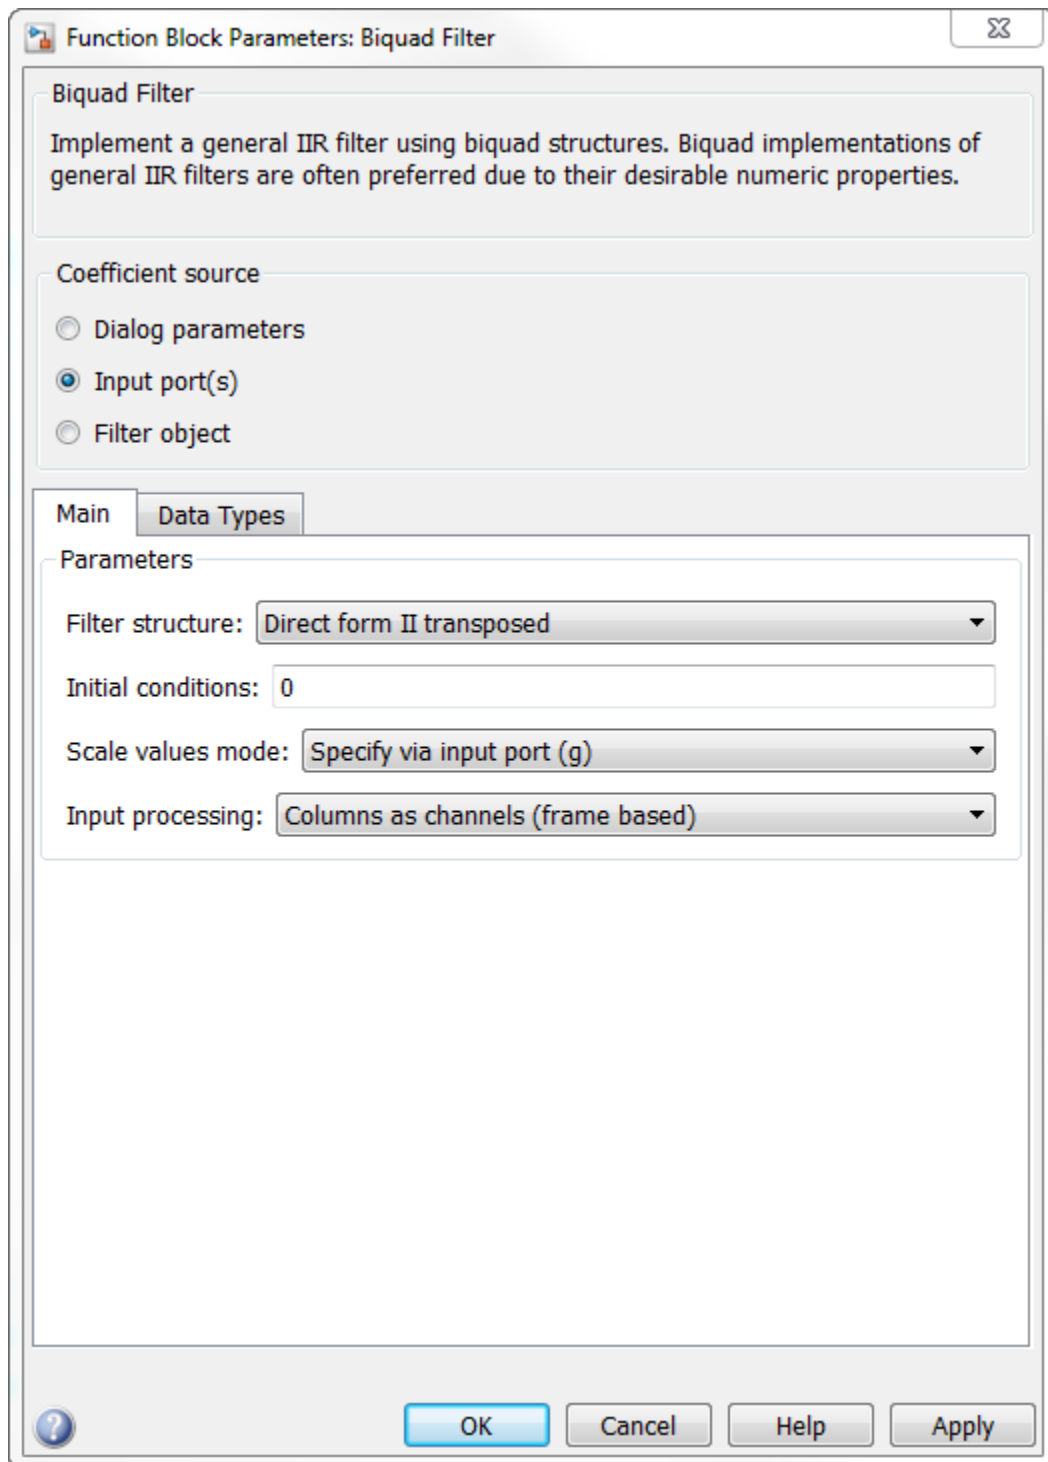 Function Block Parameters: Biquad Filter
Biquad Filter
Implement a general IIR filter using biquad structures. Biquad implementations of
general IIR filters are often preferred due to their desirable numeric properties.
Coefficient source
Dialog parameters
Input port(s)
Filter object
Main Data Types
Parameters
Filter structure: Direct form II transposed
Initial conditions: 0
Scale values mode: Specify via input port (g)
Input processing: Columns as channels (frame based)
? OK Cancel Help Apply